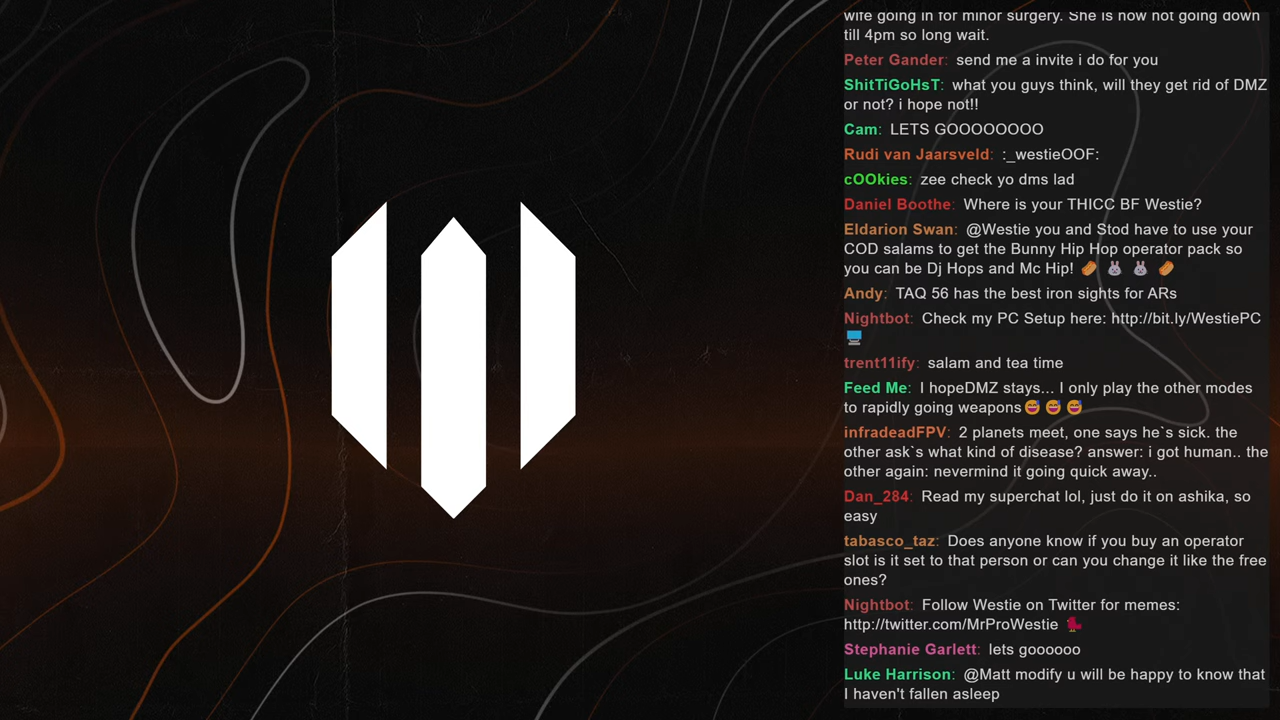 wife going in for minor surgery. She is now not going down
till 4pm so long wait.
Peter Gander: send me a invite i do for you
ShitTiGoHsT: what you guys think, will they get rid of DMZ
or not? i hope not!!
Cam: LETS GOOOOOOOO
Rudi van Jaarsveld: :_westieOOF:
cOOkies: zee check yo dms lad
Daniel Boothe: Where is your THICC BF Westie?
Eldarion Swan: @Westie you and Stod have to use your
COD salams to get the Bunny Hip Hop operator pack so
you can be Dj Hops and Mc Hip! 🌭 🐰 🐰 🌭
Andy: TAQ 56 has the best iron sights for ARs
Nightbot: Check my PC Setup here: http://bit.ly/WestiePC
🖥️
trent11ify: salam and tea time
Feed Me: I hopeDMZ stays... I only play the other modes
to rapidly going weapons😅 😅 😅
infradeadFPV: 2 planets meet, one says he`s sick. the
other ask`s what kind of disease? answer: i got human.. the
other again: nevermind it going quick away..
Dan_284: Read my superchat lol, just do it on ashika, so
easy
tabasco_taz: Does anyone know if you buy an operator
slot is it set to that person or can you change it like the free
ones?
Nightbot: Follow Westie on Twitter for memes:
http://twitter.com/MrProWestie 🦤
Stephanie Garlett: lets goooooo
Luke Harrison: @Matt modify u will be happy to know that
I haven't fallen asleep